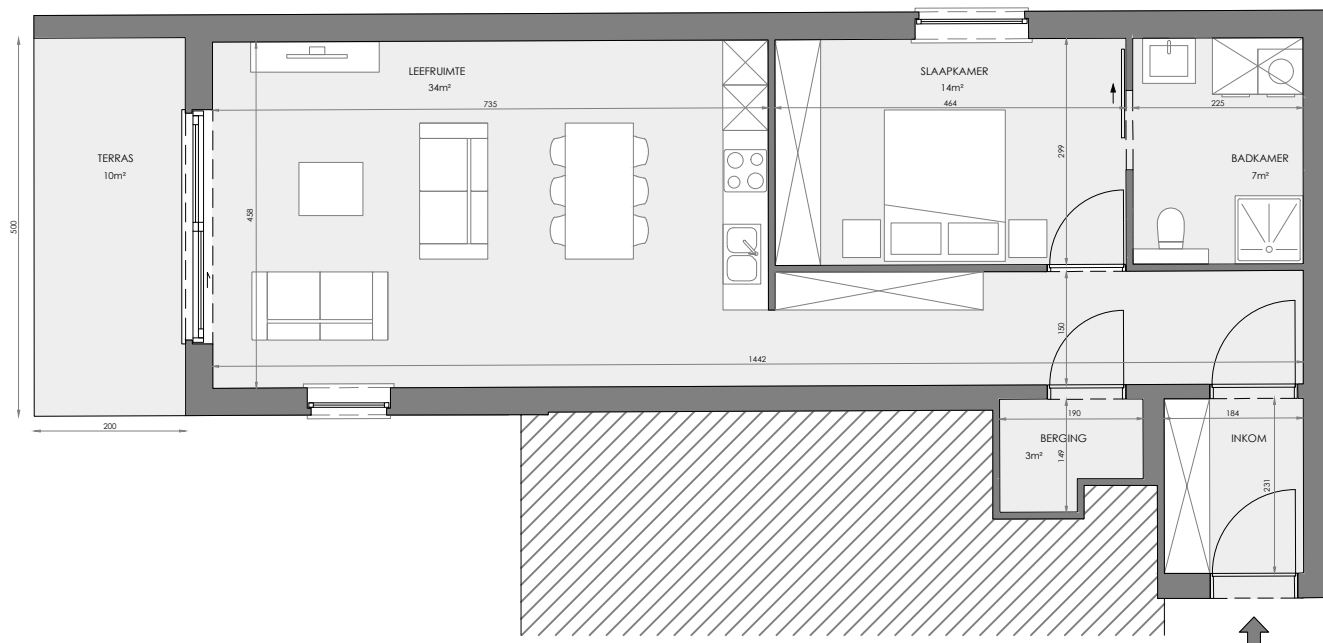 LEEFRUIMTE
34m²
SLAAPKAMER
14m²
735
464
225
TERRAS
10m²
BADKAMER
7m²
299
458
500
150
1442
200
190
184
BERGING
3m²
149
INKOM
231